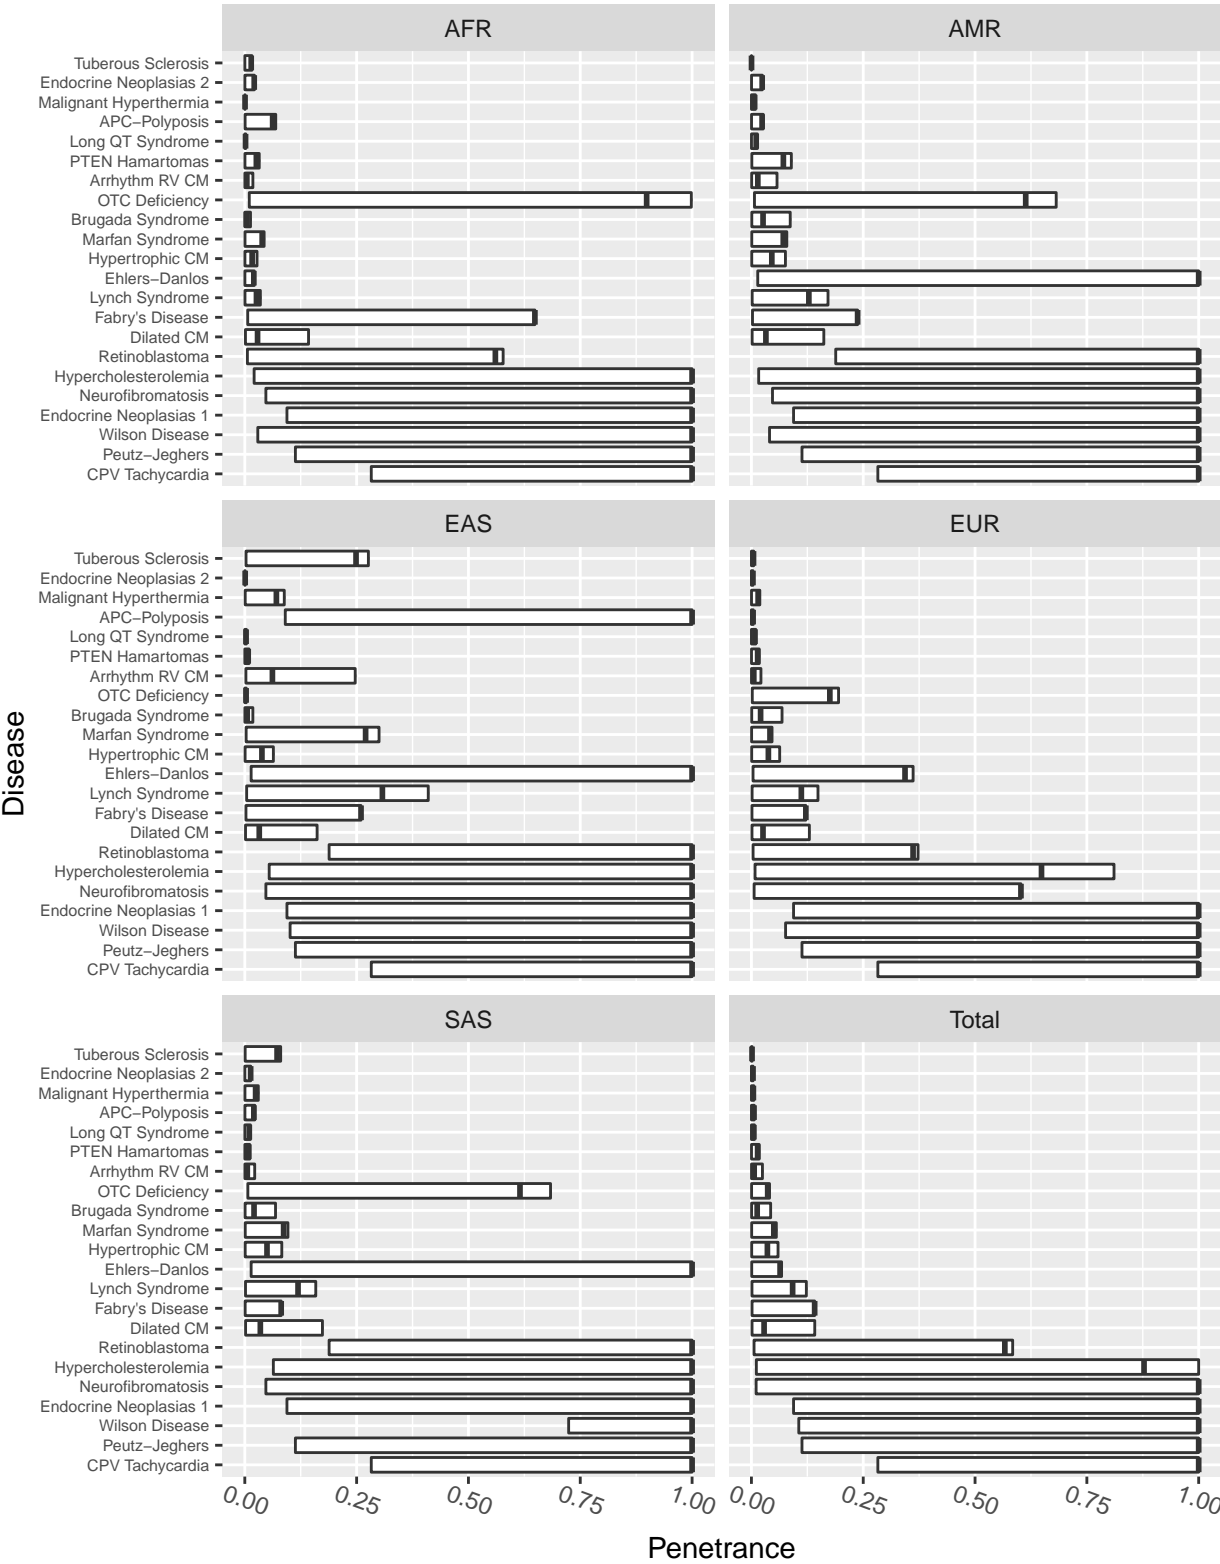 AFR
AMR
Tuberous Sclerosis
Endocrine Neoplasias 2
Malignant Hyperthermia
APC−Polyposis
Long QT Syndrome
PTEN Hamartomas
Arrhythm RV CM
OTC Deficiency
Brugada Syndrome
Marfan Syndrome
Hypertrophic CM
Ehlers−Danlos
Lynch Syndrome
Fabry's Disease
Dilated CM
Retinoblastoma
Hypercholesterolemia
Neurofibromatosis
Endocrine Neoplasias 1
Wilson Disease
Peutz−Jeghers
CPV Tachycardia
EAS
EUR
Tuberous Sclerosis
Endocrine Neoplasias 2
Malignant Hyperthermia
APC−Polyposis
Long QT Syndrome
PTEN Hamartomas
Arrhythm RV CM
OTC Deficiency
Brugada Syndrome
Marfan Syndrome
Hypertrophic CM
Ehlers−Danlos
Lynch Syndrome
Fabry's Disease
Dilated CM
Retinoblastoma
Hypercholesterolemia
Neurofibromatosis
Endocrine Neoplasias 1
Wilson Disease
Peutz−Jeghers
CPV Tachycardia
Disease
SAS
Total
Tuberous Sclerosis
Endocrine Neoplasias 2
Malignant Hyperthermia
APC−Polyposis
Long QT Syndrome
PTEN Hamartomas
Arrhythm RV CM
OTC Deficiency
Brugada Syndrome
Marfan Syndrome
Hypertrophic CM
Ehlers−Danlos
Lynch Syndrome
Fabry's Disease
Dilated CM
Retinoblastoma
Hypercholesterolemia
Neurofibromatosis
Endocrine Neoplasias 1
Wilson Disease
Peutz−Jeghers
CPV Tachycardia
0.00 0.25 0.50 0.75 1.00
0.00 0.25 0.50 0.75 1.00
Penetrance